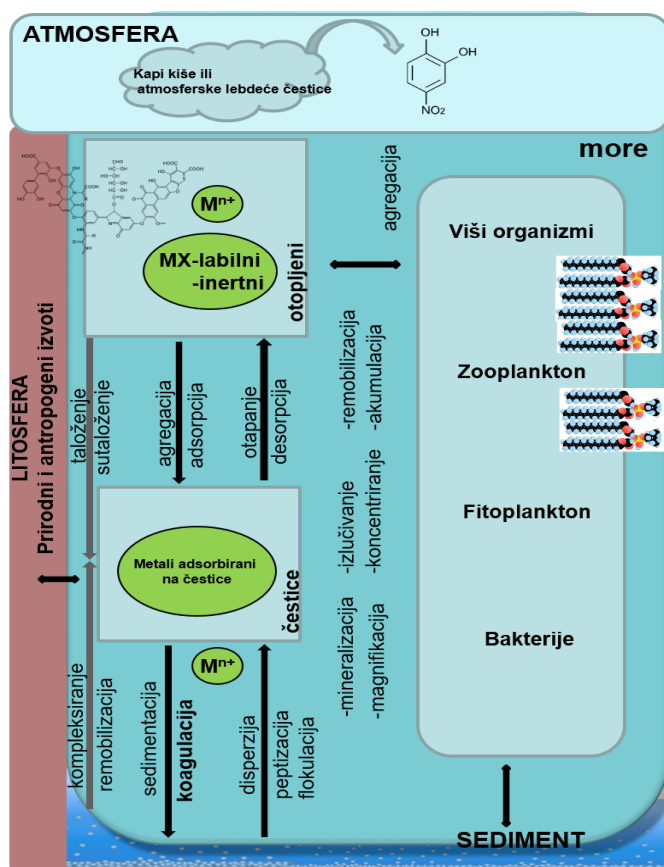 ATMOSFERA
Kapi kiše ili
atmosferske lebdeće čestice
OH
OH
NO₂
more
LITOSFERA
Prirodni i antropogeni izvoti
Mⁿ⁺
MX-labilni
-inertni
otopljeni
agregacija
Viši organizmi
Zooplankton
Fitoplankton
Bakterije
taloženje
sutaloženje
agregacija
adsorpcija
otapanje
desorpcija
-remobilizacija
-akumulacija
-izlučivanje
-koncentriranje
-mineralizacija
-magnifikacija
Metali adsorbirani
na čestice
čestice
Mⁿ⁺
kompleksiranje
remobilizacija
sedimentacija
koagulacija
disperzija
peptizacija
flokulacija
SEDIMENT